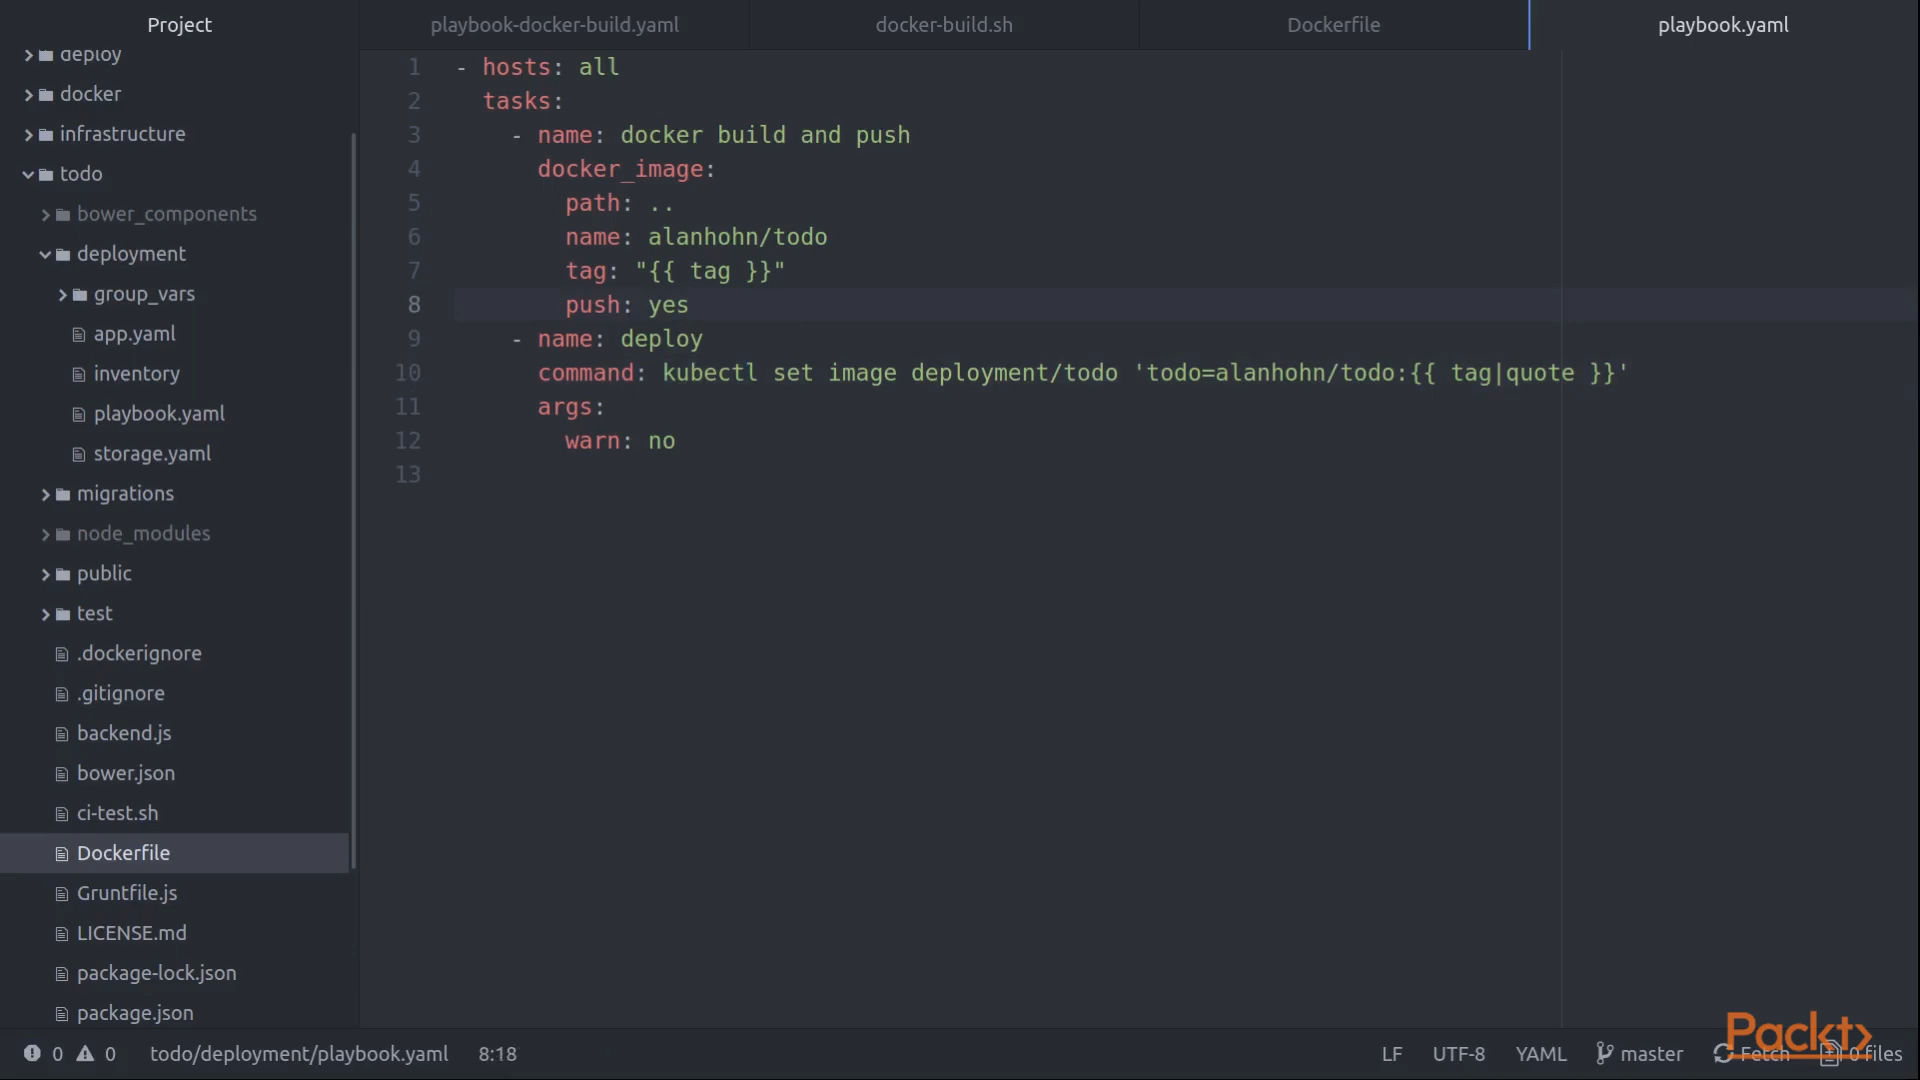 Project
playbook-docker-build.yaml
docker-build.sh
Dockerfile
playbook.yaml
deploy
docker
infrastructure
todo
bower_components
deployment
group_vars
app.yaml
inventory
playbook.yaml
storage.yaml
migrations
node_modules
public
test
.dockerignore
.gitignore
backend.js
bower.json
ci-test.sh
Dockerfile
Gruntfile.js
LICENSE.md
package-lock.json
package.json
1 - hosts: all
2 tasks:
3 - name: docker build and push
4 docker_image:
5 path: ..
6 name: alanhohn/todo
7 tag: "{{ tag }}"
8 push: yes
9 - name: deploy
10 command: kubectl set image deployment/todo 'todo=alanhohn/todo:{{ tag|quote }}'
11 args:
12 warn: no
13
0 0 todo/deployment/playbook.yaml 8:18
LF UTF-8 YAML master Fetch 0 files
Packt